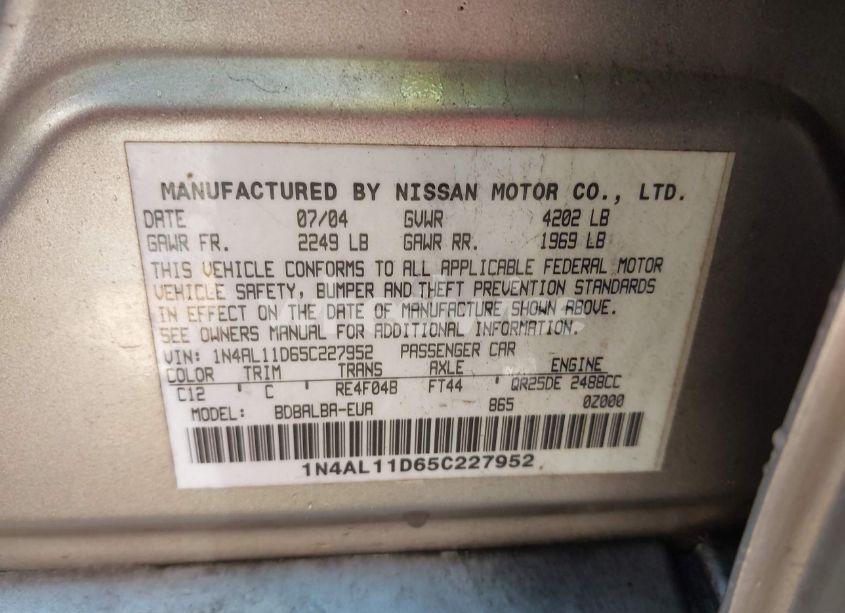 MANUFACTURED BY NISSAN MOTOR CO., LTD.
DATE 07/04 GVWR 4202 LB
GAWR FR. 2249 LB GAWR RR. 1969 LB
THIS VEHICLE CONFORMS TO ALL APPLICABLE FEDERAL MOTOR
VEHICLE SAFETY, BUMPER AND THEFT PREVENTION STANDARDS
IN EFFECT ON THE DATE OF MANUFACTURE SHOWN ABOVE.
SEE OWNERS MANUAL FOR ADDITIONAL INFORMATION.
VIN: 1N4AL11D65C227952 PASSENGER CAR
COLOR TRIM TRANS AXLE ENGINE
C12 ' C ' RE4F04B FT44 ' QR25DE 2488CC
MODEL: BDBALBA-EUA 865 0Z000
1N4AL11D65C227952